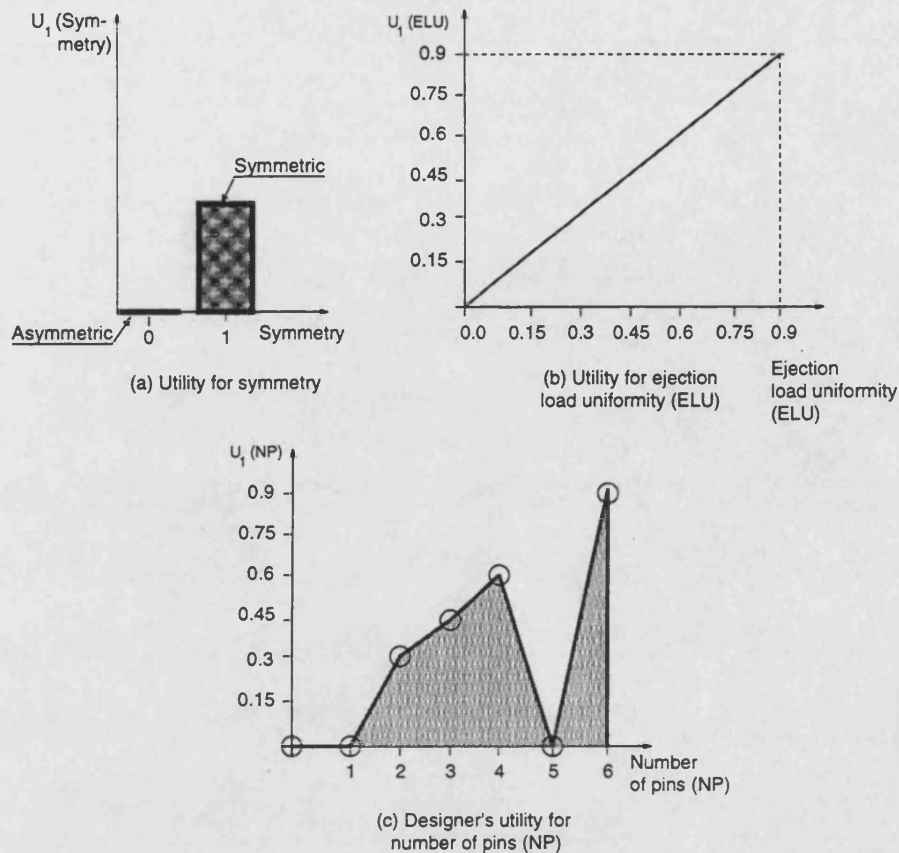 U1 (Sym-
metry)
Symmetric
Asymmetric
0
1
Symmetry
(a) Utility for symmetry
U1 (ELU)
0.9
0.75
0.6
0.45
0.3
0.15
0.0
0.15
0.3
0.45
0.6
0.75
0.9
(b) Utility for ejection
load uniformity (ELU)
Ejection
load uniformity
(ELU)
U1 (NP)
0.9
0.75
0.6
0.45
0.3
0.15
1
2
3
4
5
6
Number
of pins (NP)
(c) Designer's utility for
number of pins (NP)